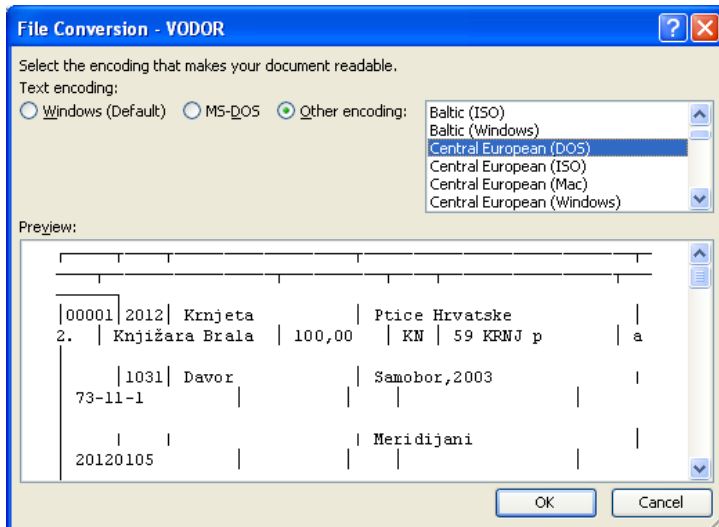 File Conversion - VODOR
Select the encoding that makes your document readable.
Text encoding:
Windows (Default) MS-DOS Other encoding:
Baltic (ISO)
Baltic (Windows)
Central European (DOS)
Central European (ISO)
Central European (Mac)
Central European (Windows)
Preview:
|00001|2012| Krnjeta | Ptice Hrvatske |
2. | Knjižara Brala | 100,00 | KN | 59 KRNJ p | a
|1031| Davor | Samobor,2003 |
73-11-1 | | | |
| | | Meridijani |
20120105 | | | |
OK Cancel